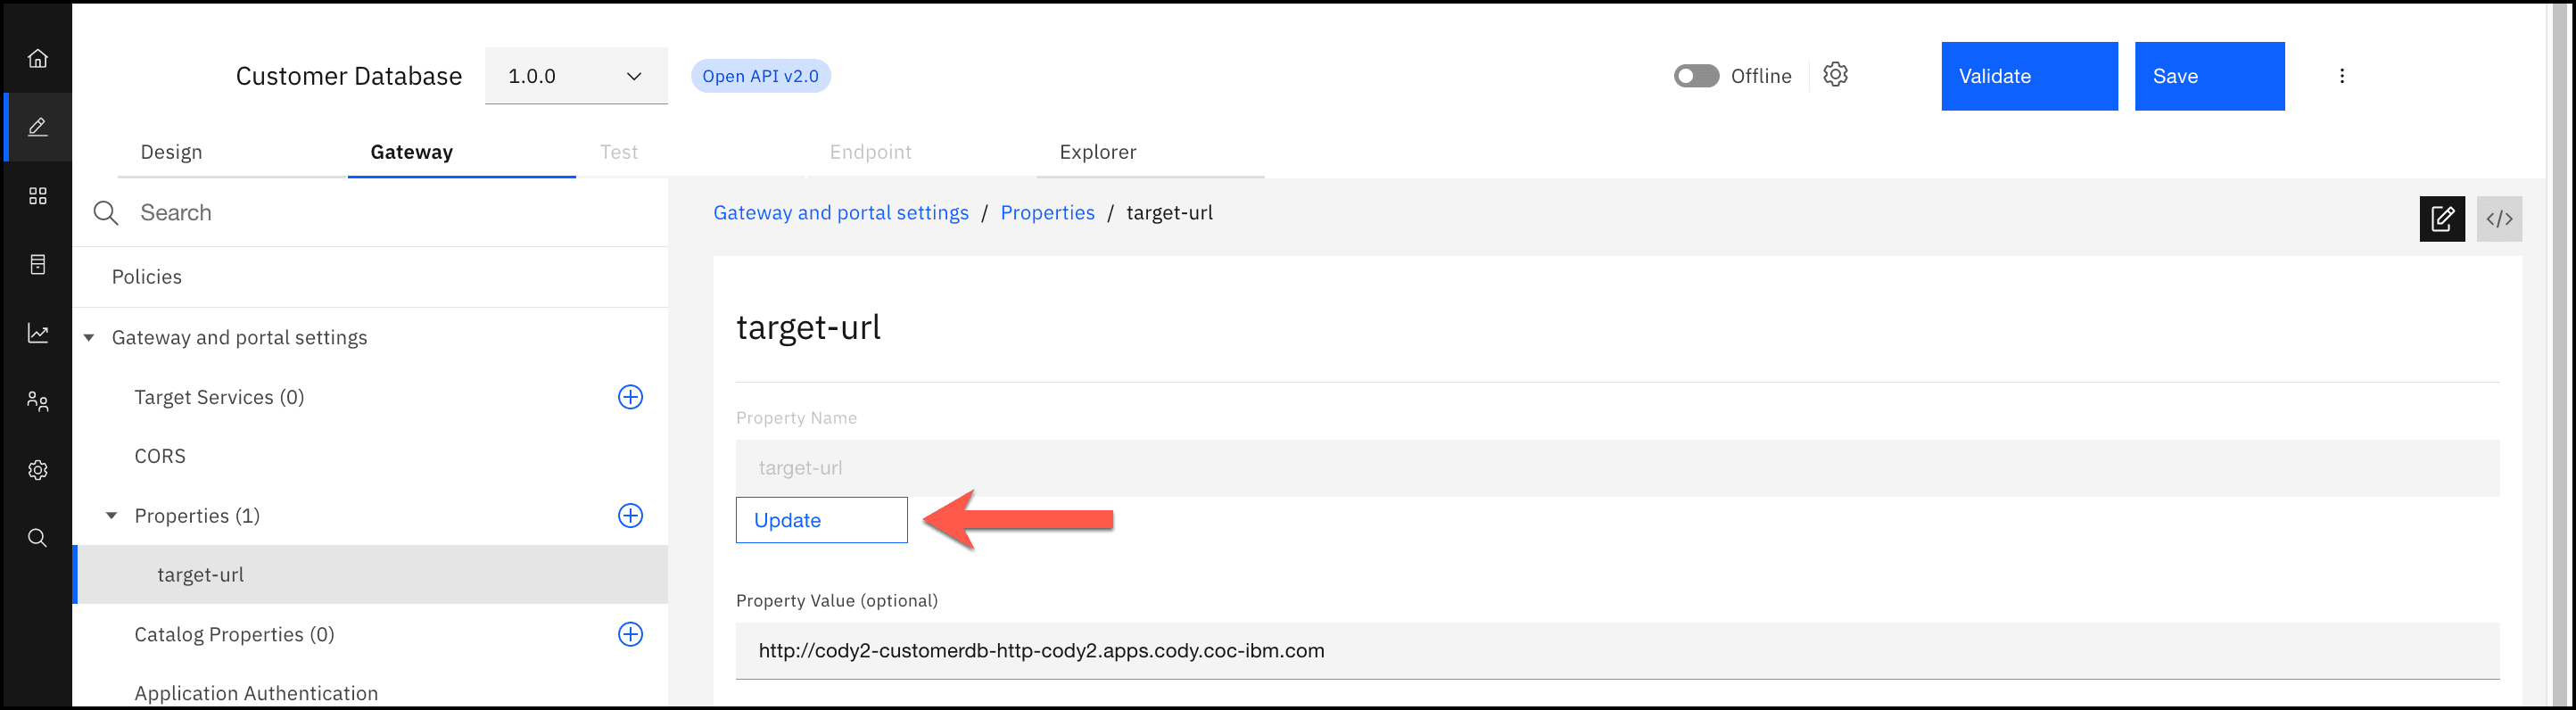 Customer Database
1.0.0
Open API v2.0
Offline
Validate
Save
Design
Gateway
Test
Endpoint
Explorer
Search
Policies
Gateway and portal settings
Target Services (0)
CORS
Properties (1)
target-url
Catalog Properties (0)
Application Authentication
Gateway and portal settings / Properties / target-url
</>
target-url
Property Name
target-url
Update
Property Value (optional)
http://cody2-customerdb-http-cody2.apps.cody.coc-ibm.com